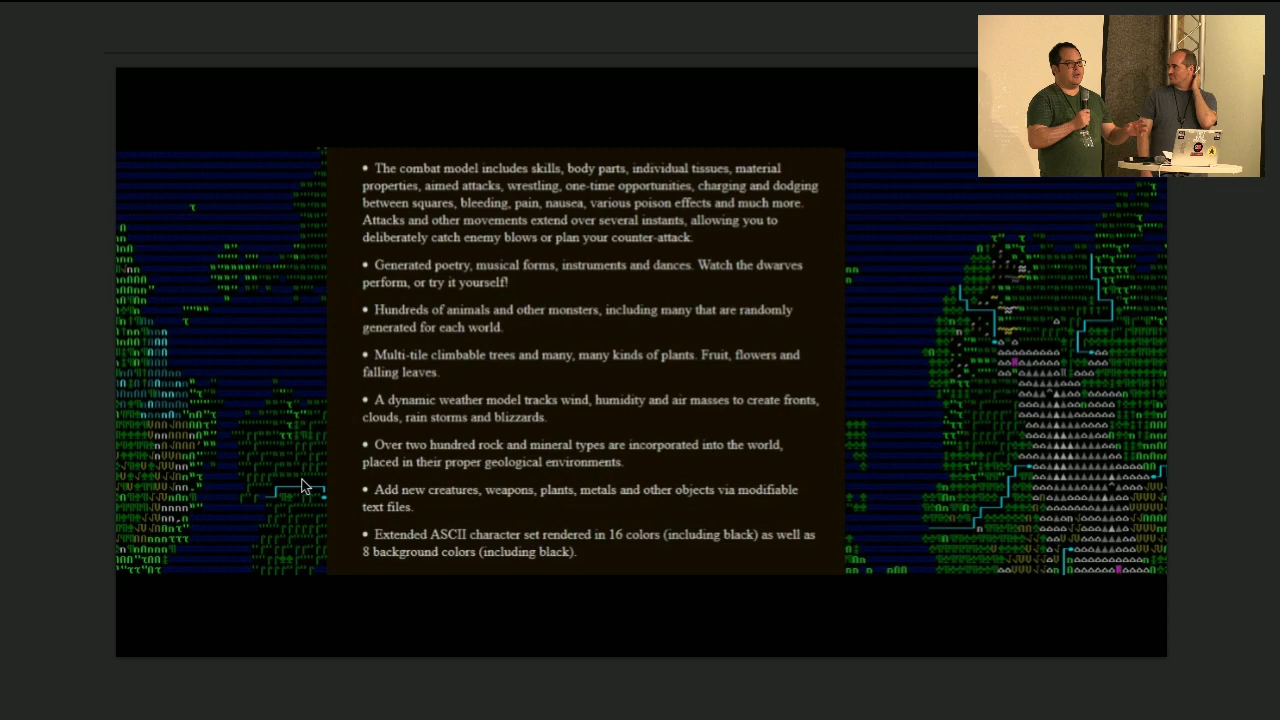 • The combat model includes skills, body parts, individual tissues, material
properties, aimed attacks, wrestling, one-time opportunities, charging and dodging
between squares, bleeding, pain, nausea, various poison effects and much more.
Attacks and other movements extend over several instants, allowing you to
deliberately catch enemy blows or plan your counter-attack.
• Generated poetry, musical forms, instruments and dances. Watch the dwarves
perform, or try it yourself!
• Hundreds of animals and other monsters, including many that are randomly
generated for each world.
• Multi-tile climbable trees and many, many kinds of plants. Fruit, flowers and
falling leaves.
• A dynamic weather model tracks wind, humidity and air masses to create fronts,
clouds, rain storms and blizzards.
• Over two hundred rock and mineral types are incorporated into the world,
placed in their proper geological environments.
• Add new creatures, weapons, plants, metals and other objects via modifiable
text files.
• Extended ASCII character set rendered in 16 colors (including black) as well as
8 background colors (including black).